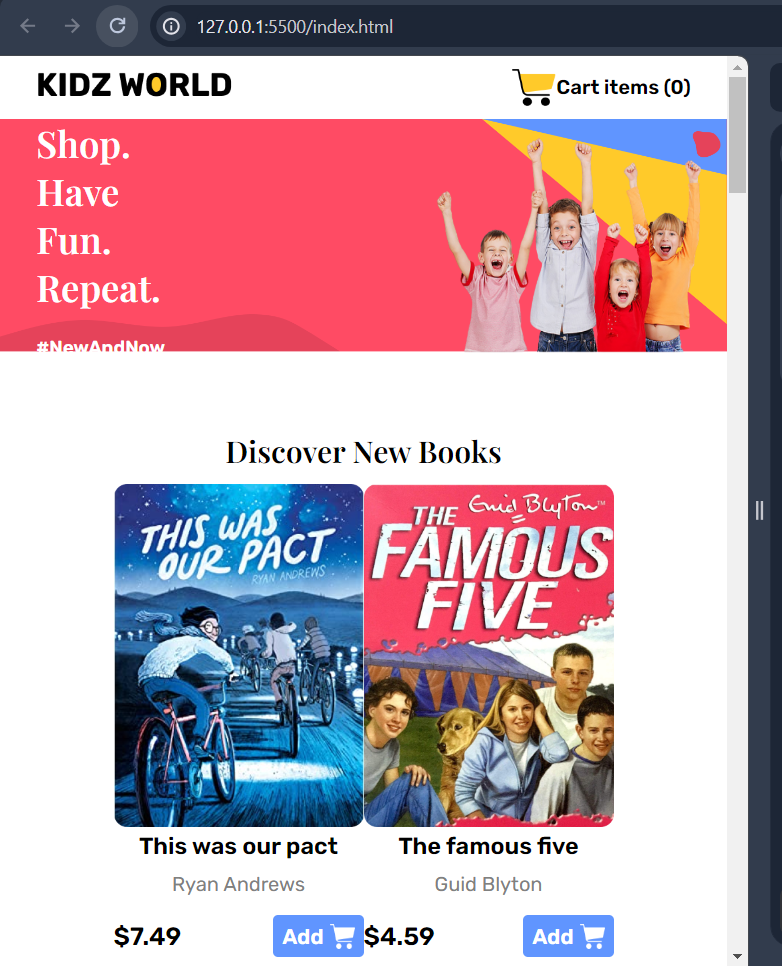 127.0.0.1:5500/index.html
KIDZ WORLD
Cart items (0)
Shop.
Have
Fun.
Repeat.
#NewAndNow
Discover New Books
THIS WAS
OUR PACT
RYAN ANDREWS
Enid Blyton™
THE
FAMOUS
FIVE
This was our pact
The famous five
Ryan Andrews
Guid Blyton
$7.49
Add
$4.59
Add